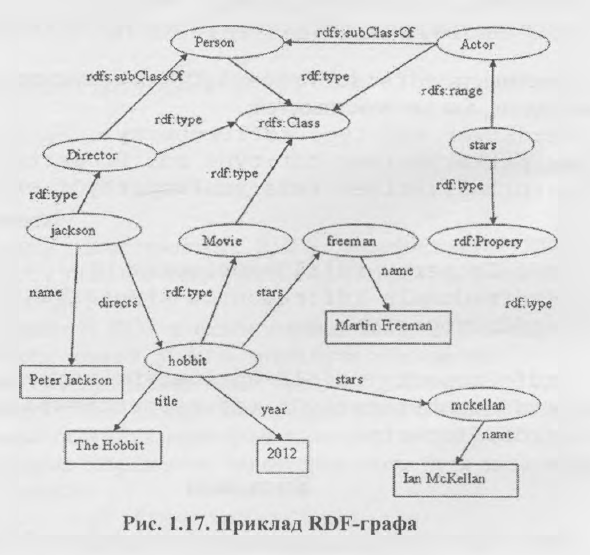 Person
rdfs:subClassOf
Actor
rdfs:subClassOf
rdf:type
rdfs:range
rdf:type
rdfs:Class
Director
rdf:type
stars
rdf:type
rdf:type
jackson
Movie
freeman
rdf:Propery
name
directs
rdf:type
stars
name
rdf:type
Martin Freeman
hobbit
Peter Jackson
title
year
stars
mckellan
The Hobbit
2012
name
Ian McKellan
Рис. 1.17. Приклад RDF-графа